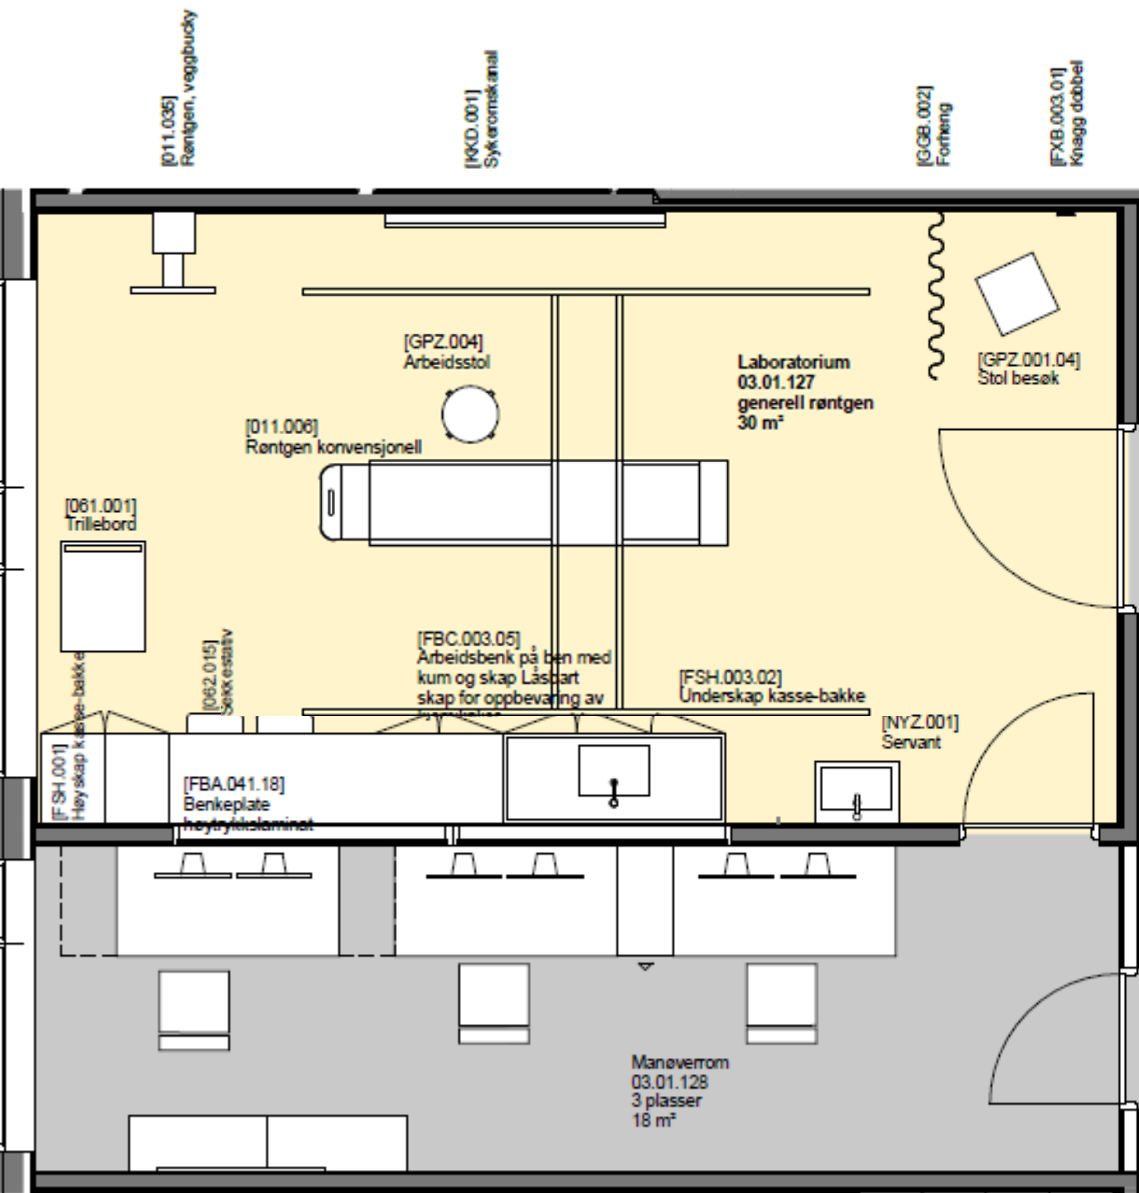 [011.035]
Røntgen, veggbucky
[KKD.001]
Sykeromskanal
[GGB.002]
Forheng
[FXB.003.01]
Knagg dobbel
[GPZ.004]
Arbeidsstol
Laboratorium
03.01.127
generell røntgen
30 m²
[GPZ.001.04]
Stol besøk
[011.006]
Røntgen konvensjonell
[061.001]
Trillebord
[062.015]
Sekkestativ
[FBC.003.05]
Arbeidsbenk på ben med
kum og skap Låsbart
skap for oppbevaring av
[FSH.003.02]
Underskap kasse-bakke
[NYZ.001]
Servant
[FSH.001]
Høyskap kasse-bakke
[FBA.041.18]
Benkeplate
høytrykkslaminat
Manøverrom
03.01.128
3 plasser
18 m²